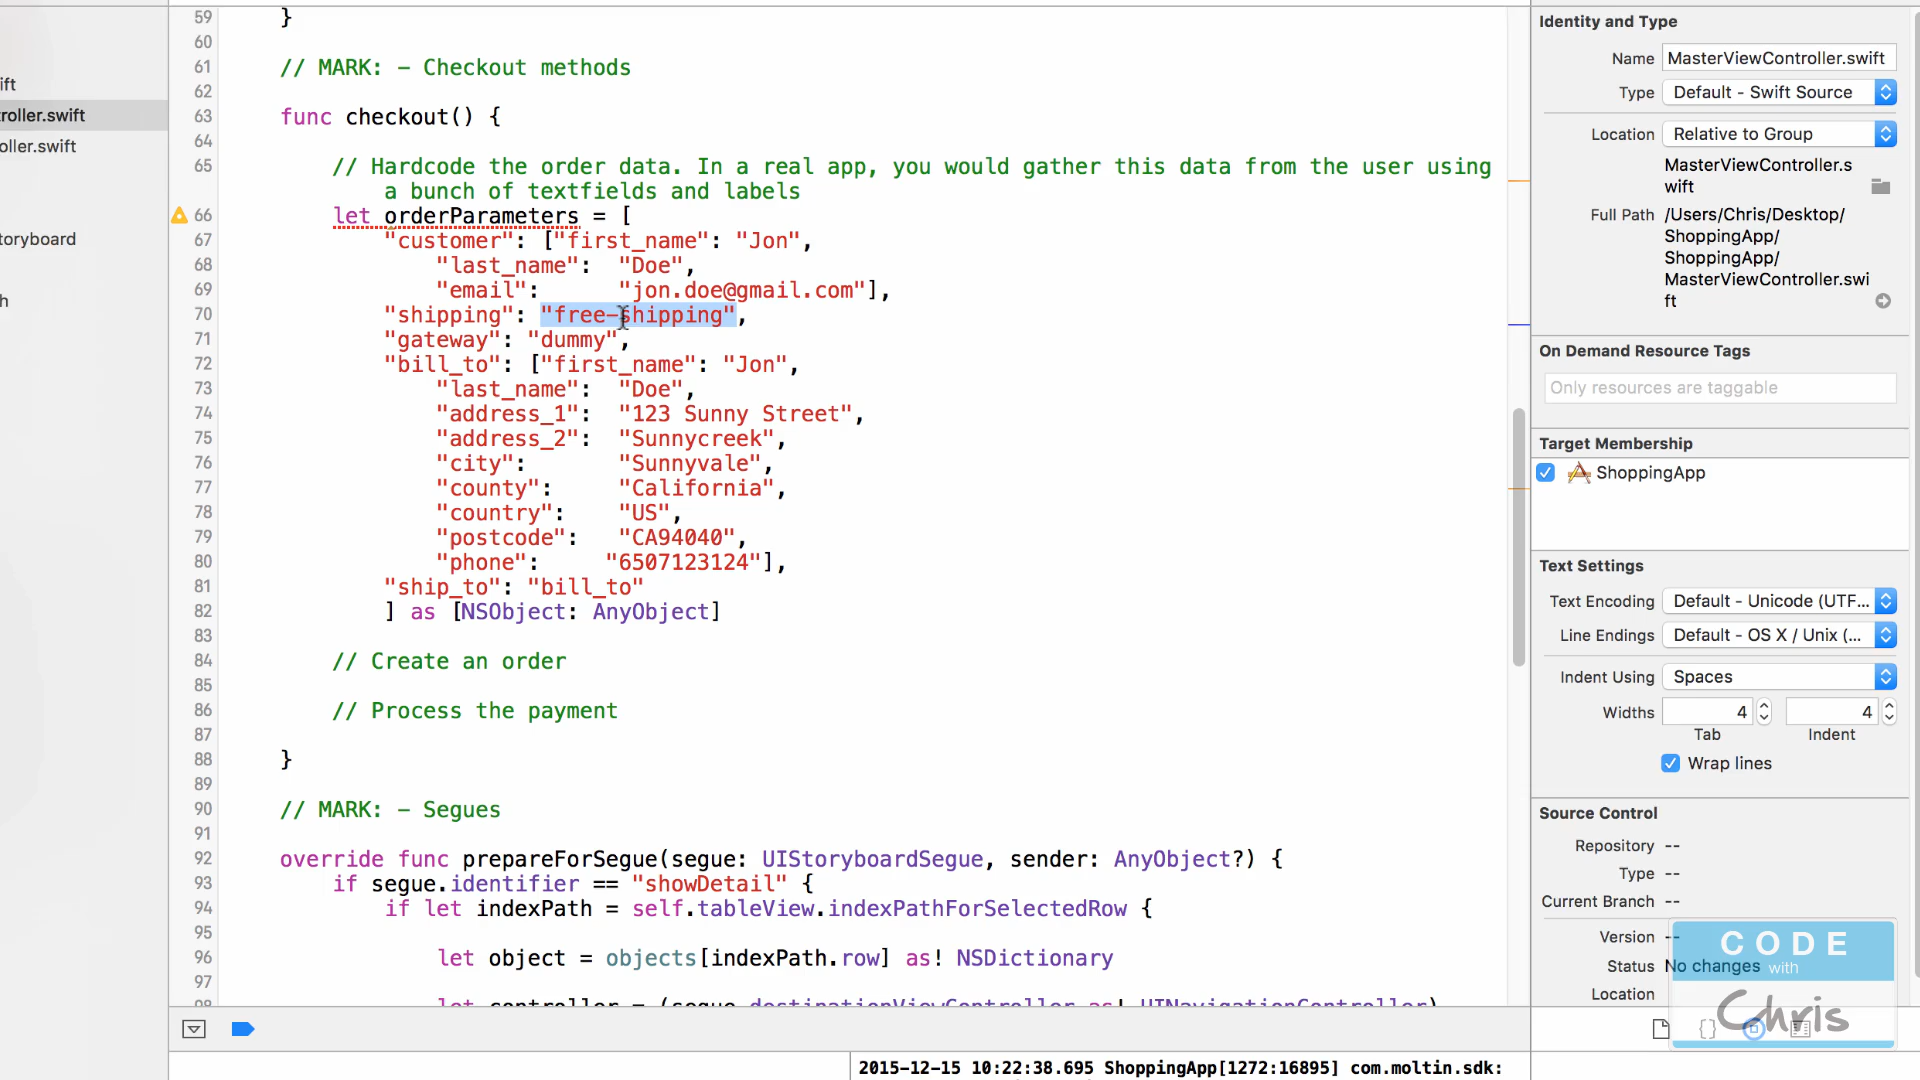 ift
roller.swift
oller.swift
toryboard
h
59 }
60
61 // MARK: - Checkout methods
62
63 func checkout() {
64
65 // Hardcode the order data. In a real app, you would gather this data from the user using
a bunch of textfields and labels
66 let orderParameters = [
67 "customer": ["first_name": "Jon",
68 "last_name": "Doe",
69 "email": "jon.doe@gmail.com"],
70 "shipping": "free-shipping",
71 "gateway": "dummy",
72 "bill_to": ["first_name": "Jon",
73 "last_name": "Doe",
74 "address_1": "123 Sunny Street",
75 "address_2": "Sunnycreek",
76 "city": "Sunnyvale",
77 "county": "California",
78 "country": "US",
79 "postcode": "CA94040",
80 "phone": "6507123124"],
81 "ship_to": "bill_to"
82 ] as [NSObject: AnyObject]
83
84 // Create an order
85
86 // Process the payment
87
88 }
89
90 // MARK: - Segues
91
92 override func prepareForSegue(segue: UIStoryboardSegue, sender: AnyObject?) {
93 if segue.identifier == "showDetail" {
94 if let indexPath = self.tableView.indexPathForSelectedRow {
95
96 let object = objects[indexPath.row] as! NSDictionary
97
98 let controller = (segue.destinationViewController as! UINavigationController)
2015-12-15 10:22:38.695 ShoppingApp[1272:16895] com.moltin.sdk:
Identity and Type
Name MasterViewController.swift
Type Default - Swift Source
Location Relative to Group
MasterViewController.s
wift
Full Path /Users/Chris/Desktop/
ShoppingApp/
ShoppingApp/
MasterViewController.swi
ft
On Demand Resource Tags
Only resources are taggable
Target Membership
ShoppingApp
Text Settings
Text Encoding Default - Unicode (UTF...
Line Endings Default - OS X / Unix (...
Indent Using Spaces
Widths 4 4
Tab Indent
Wrap lines
Source Control
Repository --
Type --
Current Branch --
Version --
Status No changes
Location
CODE
with
Chris